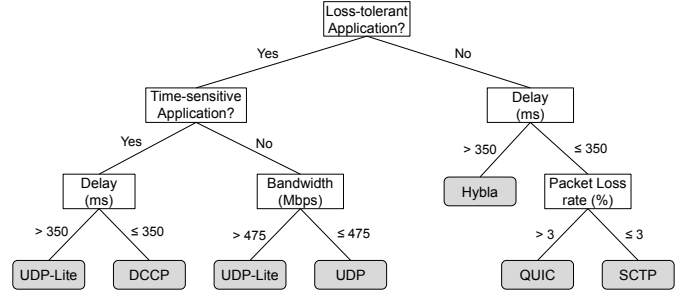 Loss-tolerant
Application?
Yes
No
Time-sensitive
Application?
Delay
(ms)
Yes
No
> 350
≤ 350
Delay
(ms)
Bandwidth
(Mbps)
Hybla
Packet Loss
rate (%)
> 350
≤ 350
> 475
≤ 475
> 3
≤ 3
UDP-Lite
DCCP
UDP-Lite
UDP
QUIC
SCTP